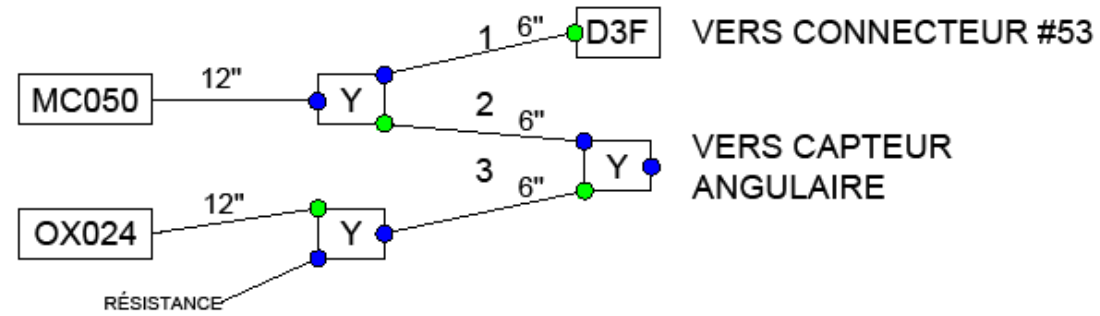 1 6" D3F VERS CONNECTEUR #53
MC050 12" Y
2 6"
Y VERS CAPTEUR
ANGULAIRE
3 6"
OX024 12" Y
RÉSISTANCE